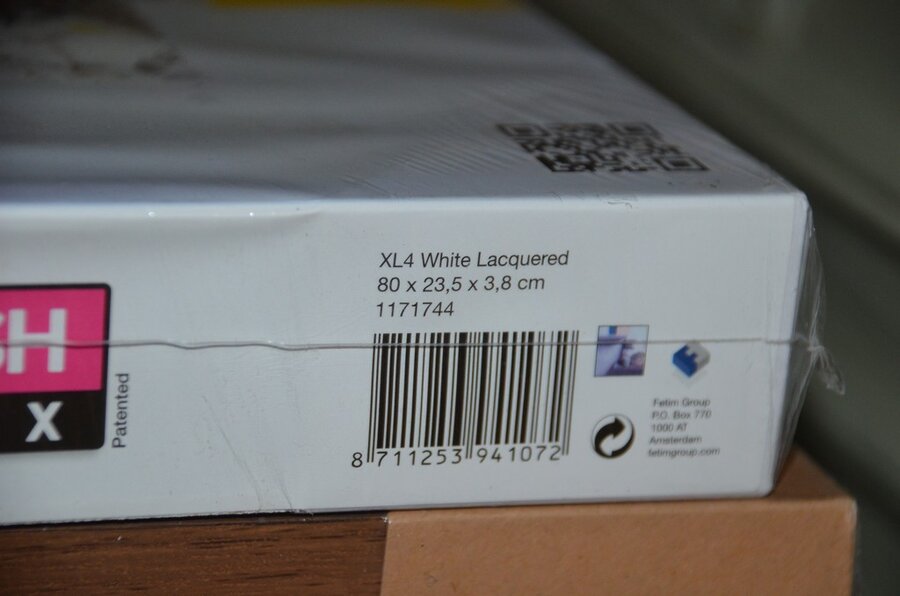 XL4 White Lacquered
80 x 23,5 x 3,8 cm
1171744
SH
X
Patented
8 711253 941072
Fetim Group
P.O. Box 770
1000 AT
Amsterdam
fetimgroup.com